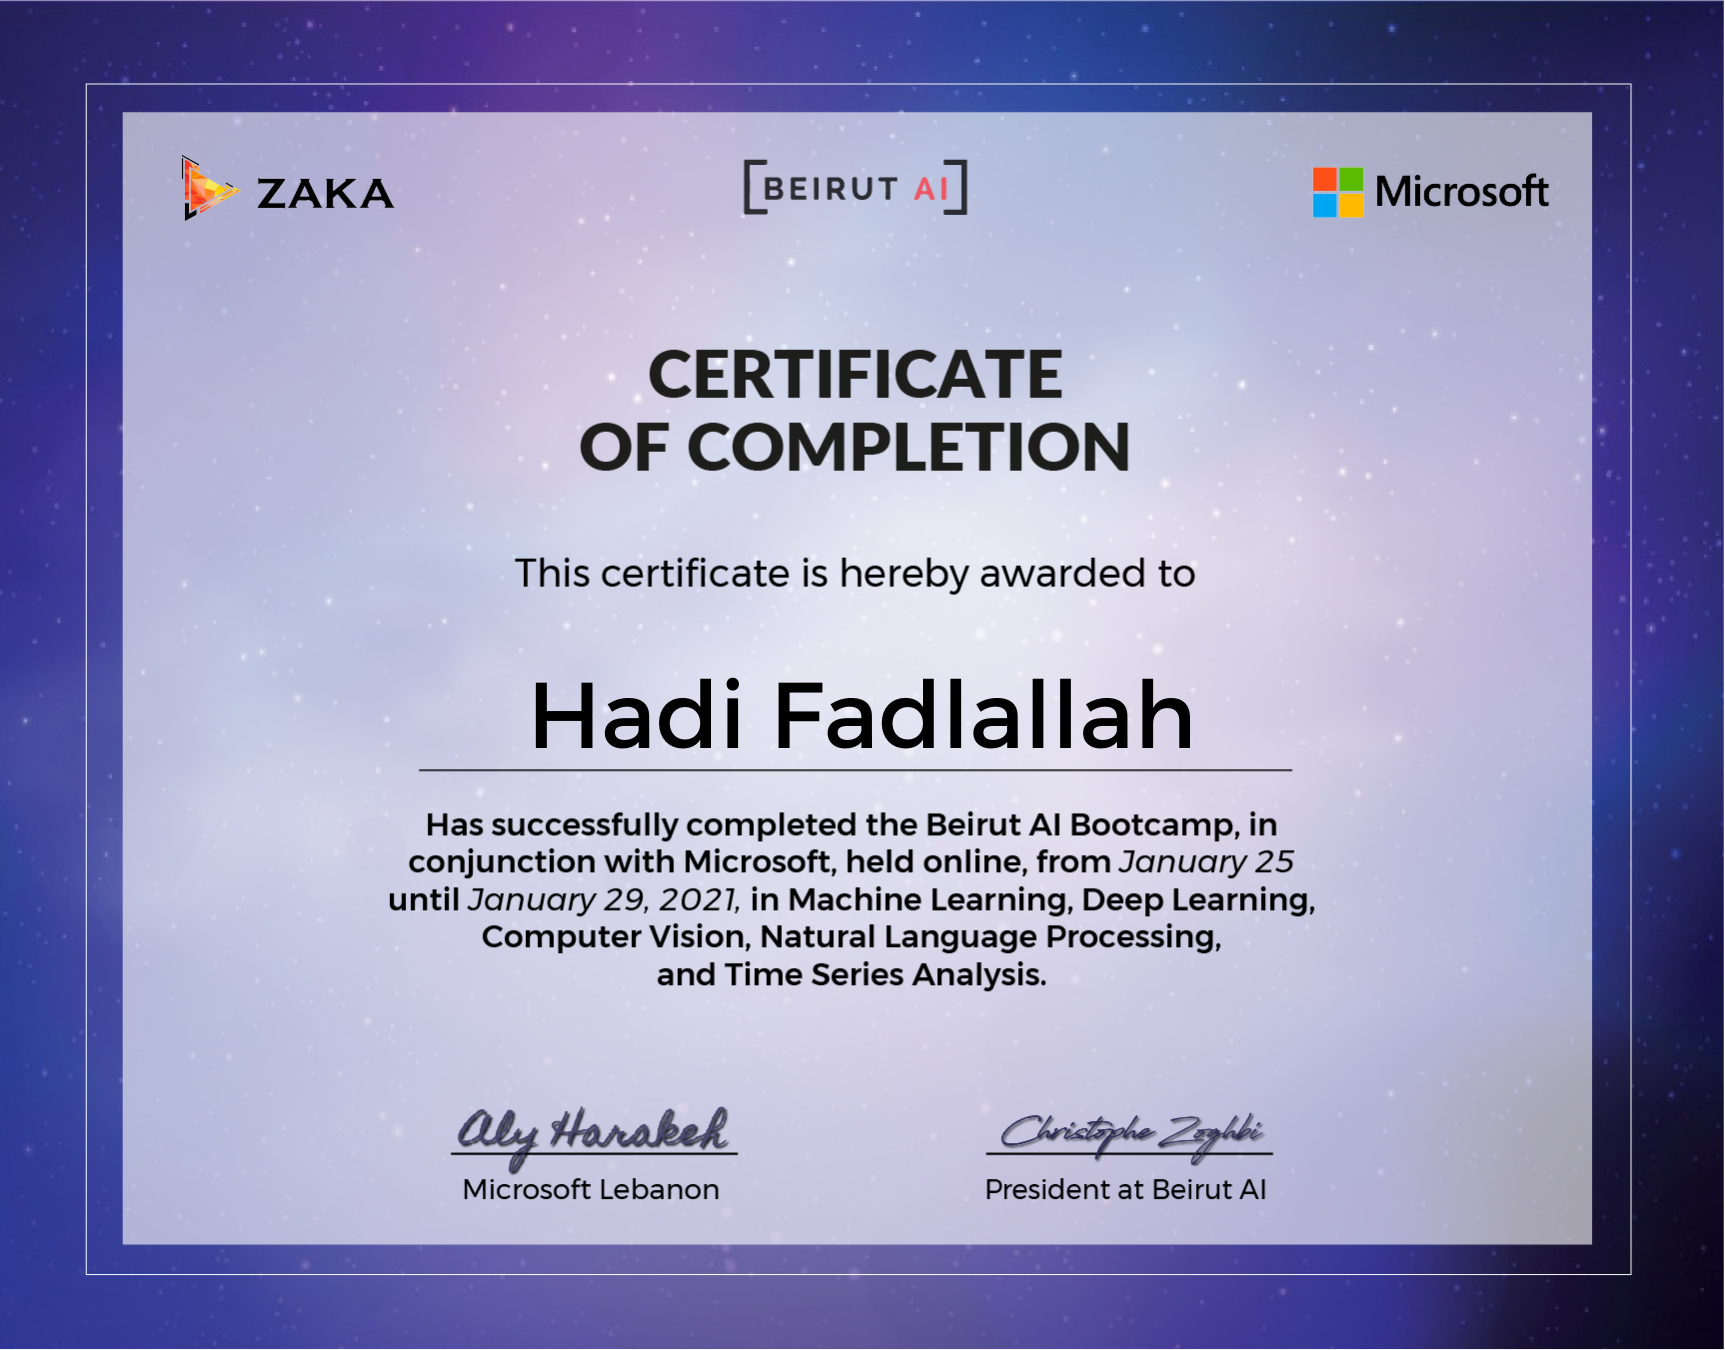 ZAKA
[BEIRUT AI]
Microsoft
CERTIFICATE
OF COMPLETION
This certificate is hereby awarded to
Hadi Fadlallah
Has successfully completed the Beirut AI Bootcamp, in
conjunction with Microsoft, held online, from January 25
until January 29, 2021, in Machine Learning, Deep Learning,
Computer Vision, Natural Language Processing,
and Time Series Analysis.
Aly Harakeh
Christophe Zoghbi
Microsoft Lebanon
President at Beirut AI